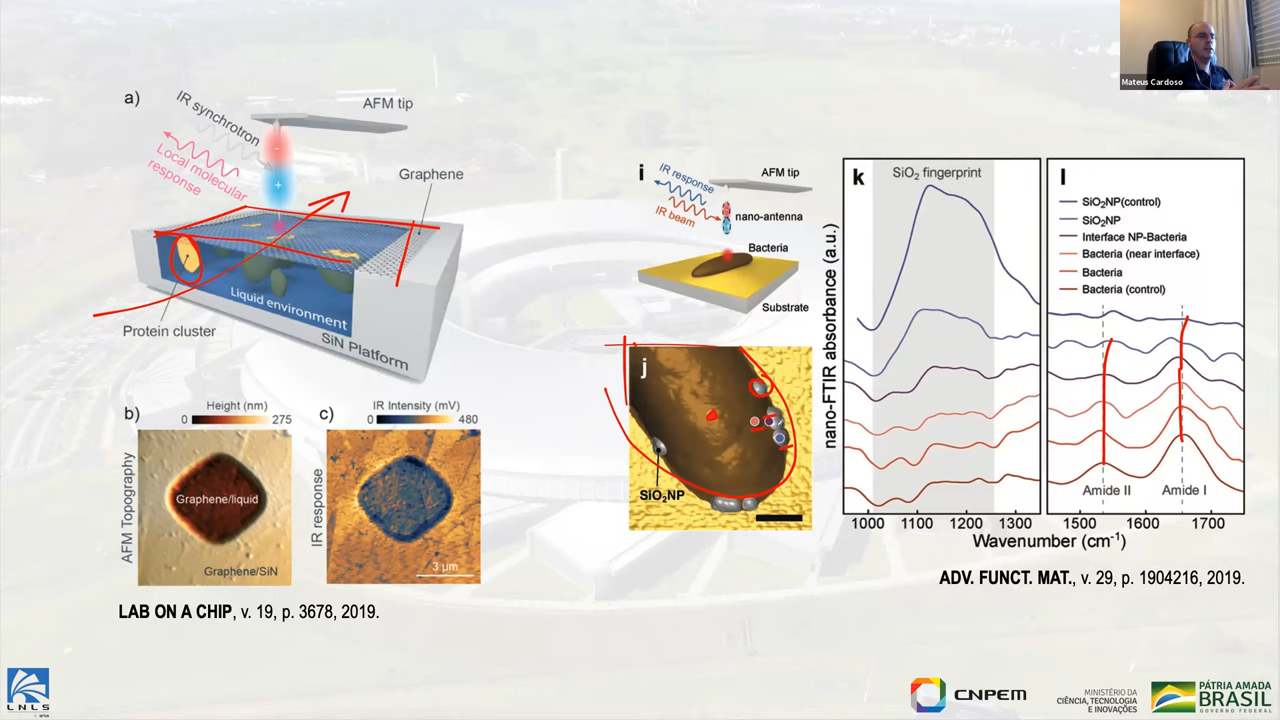 Mateus Cardoso
a)
IR synchrotron
AFM tip
Local molecular
response
-
+
Graphene
Liquid environment
Protein cluster
SiN Platform
b)
Height (nm)
0
275
c)
IR Intensity (mV)
0
480
AFM Topography
Graphene/liquid
Graphene/SiN
IR response
3 µm
LAB ON A CHIP, v. 19, p. 3678, 2019.
i
IR response
AFM tip
IR beam
nano-antenna
Bacteria
Substrate
j
SiO₂NP
nano-FTIR absorbance (a.u.)
k
SiO₂ fingerprint
1000 1100 1200 1300
l
SiO₂NP(control)
SiO₂NP
Interface NP-Bacteria
Bacteria (near interface)
Bacteria
Bacteria (control)
Amide II
Amide I
1500 1600 1700
Wavenumber (cm⁻¹)
ADV. FUNCT. MAT., v. 29, p. 1904216, 2019.
LNLS
CNPEM
MINISTÉRIO DA
CIÊNCIA, TECNOLOGIA
E INOVAÇÕES
PÁTRIA AMADA
BRASIL
GOVERNO FEDERAL